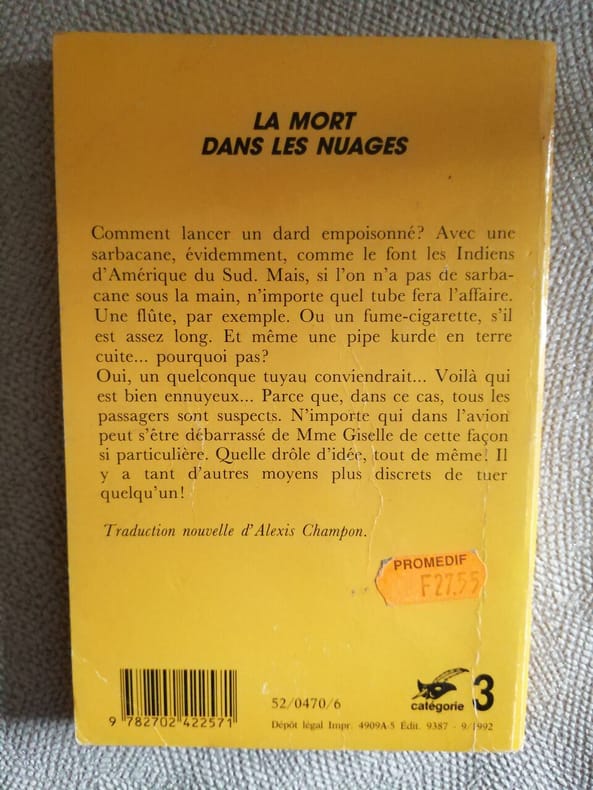 LA MORT
DANS LES NUAGES
Comment lancer un dard empoisonné? Avec une
sarbacane, évidemment, comme le font les Indiens
d'Amérique du Sud. Mais, si l'on n'a pas de sarba-
cane sous la main, n'importe quel tube fera l'affaire.
Une flûte, par exemple. Ou un fume-cigarette, s'il
est assez long. Et même une pipe kurde en terre
cuite... pourquoi pas?
Oui, un quelconque tuyau conviendrait... Voilà qui
est bien ennuyeux... Parce que, dans ce cas, tous les
passagers sont suspects. N'importe qui dans l'avion
peut s'être débarrassé de Mme Giselle de cette façon
si particulière. Quelle drôle d'idée, tout de même! Il
y a tant d'autres moyens plus discrets de tuer
quelqu'un!
Traduction nouvelle d'Alexis Champon.
PROMEDIF
F27.55
9 782702 422571
52/0470/6
catégorie 3
Dépôt légal Impr. 4909A-5 Édit. 9387 - 9/1992